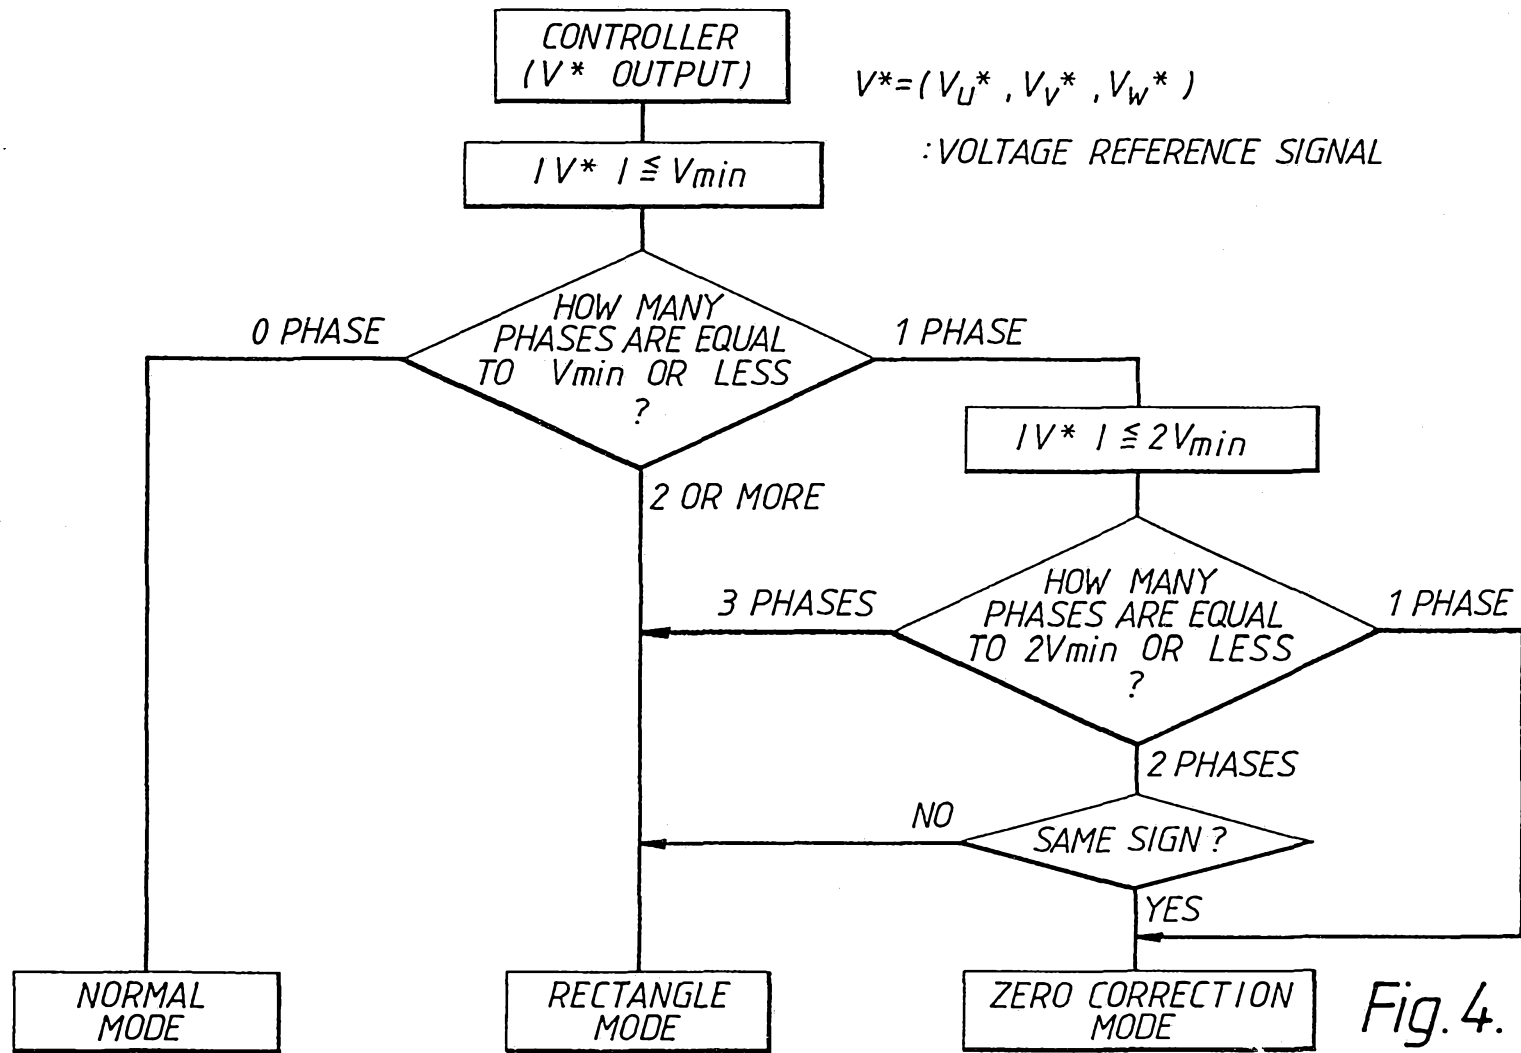 CONTROLLER
(V* OUTPUT)
V*=(VU*, VV*, VW*)
:VOLTAGE REFERENCE SIGNAL
|V*| ≦ Vmin
HOW MANY
PHASES ARE EQUAL
TO Vmin OR LESS
?
0 PHASE
1 PHASE
2 OR MORE
|V*| ≦ 2Vmin
HOW MANY
PHASES ARE EQUAL
TO 2Vmin OR LESS
?
3 PHASES
1 PHASE
2 PHASES
SAME SIGN?
NO
YES
NORMAL
MODE
RECTANGLE
MODE
ZERO CORRECTION
MODE
Fig. 4.